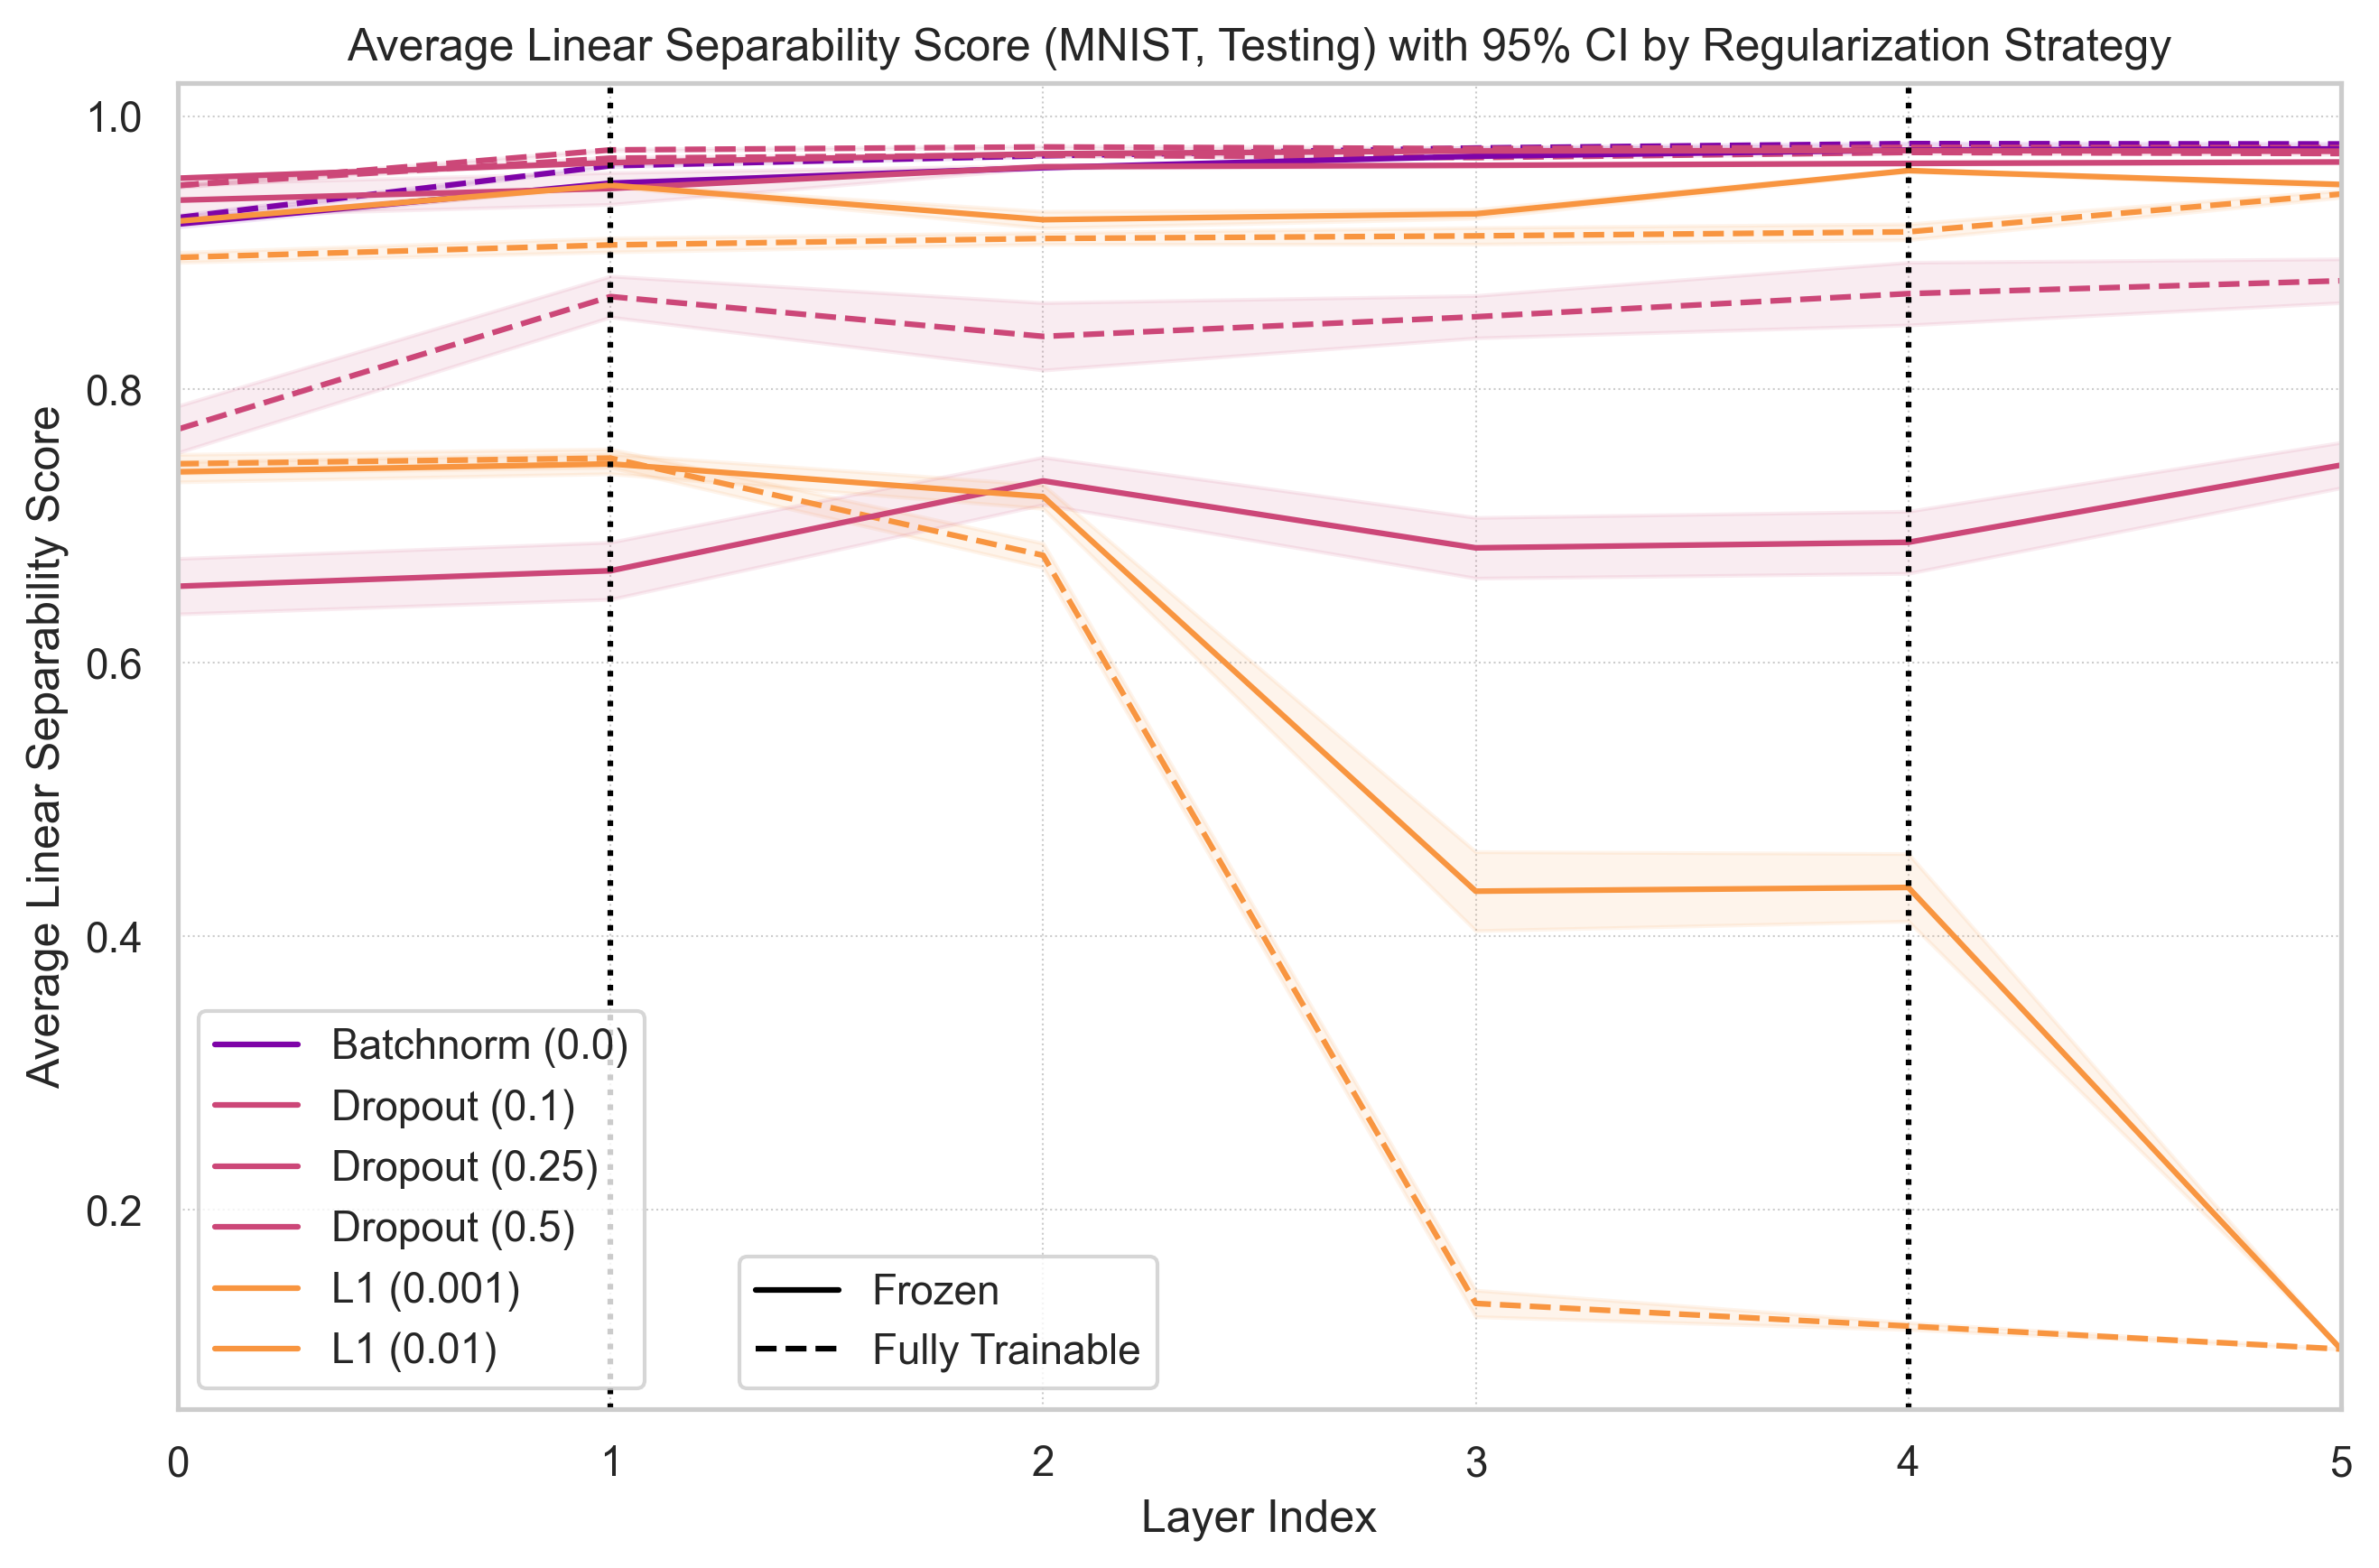 Average Linear Separability Score (MNIST, Testing) with 95% CI by Regularization Strategy
Average Linear Separability Score
1.0
0.8
0.6
0.4
0.2
Batchnorm (0.0)
Dropout (0.1)
Dropout (0.25)
Dropout (0.5)
L1 (0.001)
L1 (0.01)
Frozen
Fully Trainable
0 1 2 3 4 5
Layer Index